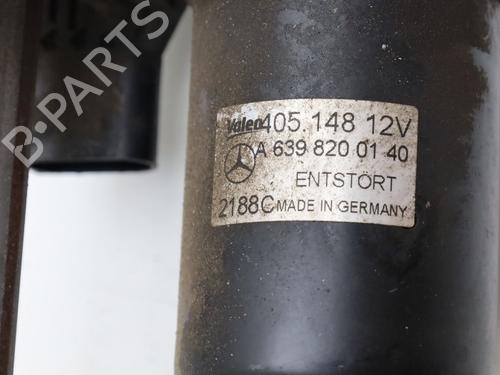 Valeo 405.148 12V
A 639 820 01 40
ENTSTÖRT
2188C MADE IN GERMANY
B-PARTS